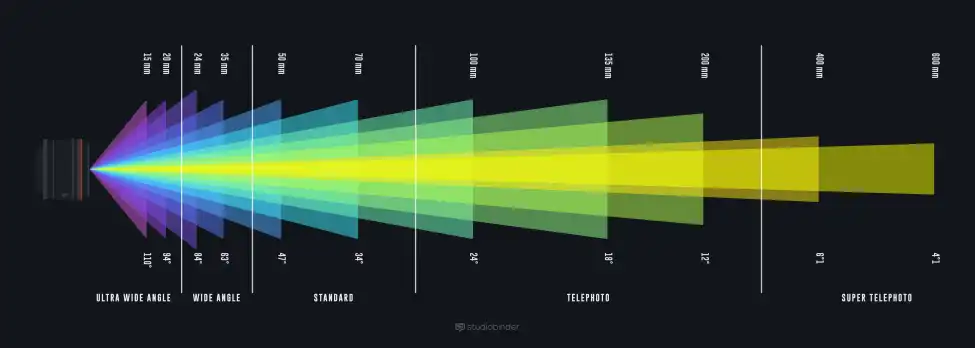 15 mm
20 mm
24 mm
35 mm
50 mm
70 mm
100 mm
135 mm
200 mm
400 mm
600 mm
110°
94°
84°
63°
47°
34°
24°
18°
12°
6°1
4°1
ULTRA WIDE ANGLE
WIDE ANGLE
STANDARD
TELEPHOTO
SUPER TELEPHOTO
studiobinder